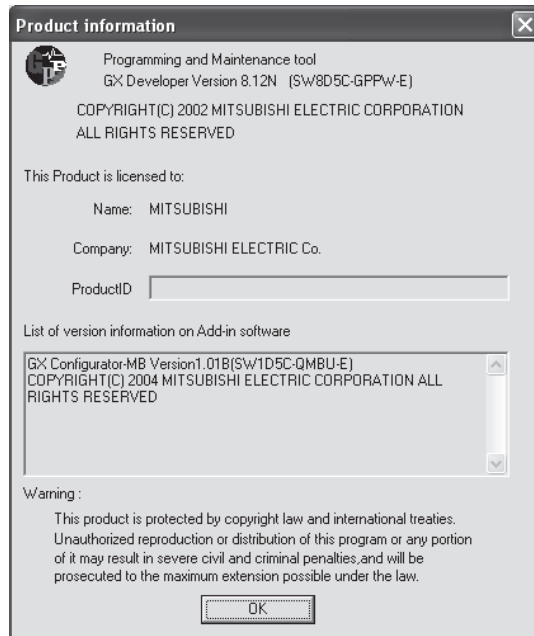 Product information
Programming and Maintenance tool
GX Developer Version 8.12N (SW8D5C-GPPW-E)
COPYRIGHT(C) 2002 MITSUBISHI ELECTRIC CORPORATION
ALL RIGHTS RESERVED
This Product is licensed to:
Name: MITSUBISHI
Company: MITSUBISHI ELECTRIC Co.
ProductID
List of version information on Add-in software
GX Configurator-MB Version1.01B(SW1D5C-QMBU-E)
COPYRIGHT(C) 2004 MITSUBISHI ELECTRIC CORPORATION ALL
RIGHTS RESERVED
Warning :
This product is protected by copyright law and international treaties.
Unauthorized reproduction or distribution of this program or any portion
of it may result in severe civil and criminal penalties,and will be
prosecuted to the maximum extension possible under the law.
OK